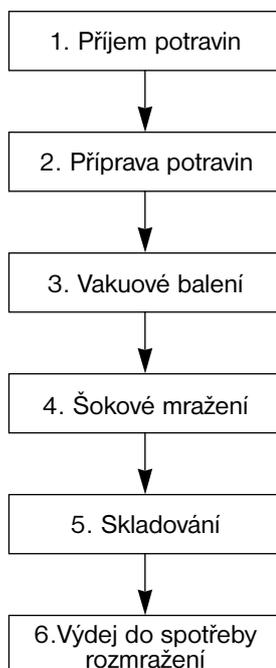 1. Příjem potravin
2. Příprava potravin
3. Vakuové balení
4. Šokové mražení
5. Skladování
6.Výdej do spotřeby
rozmražení